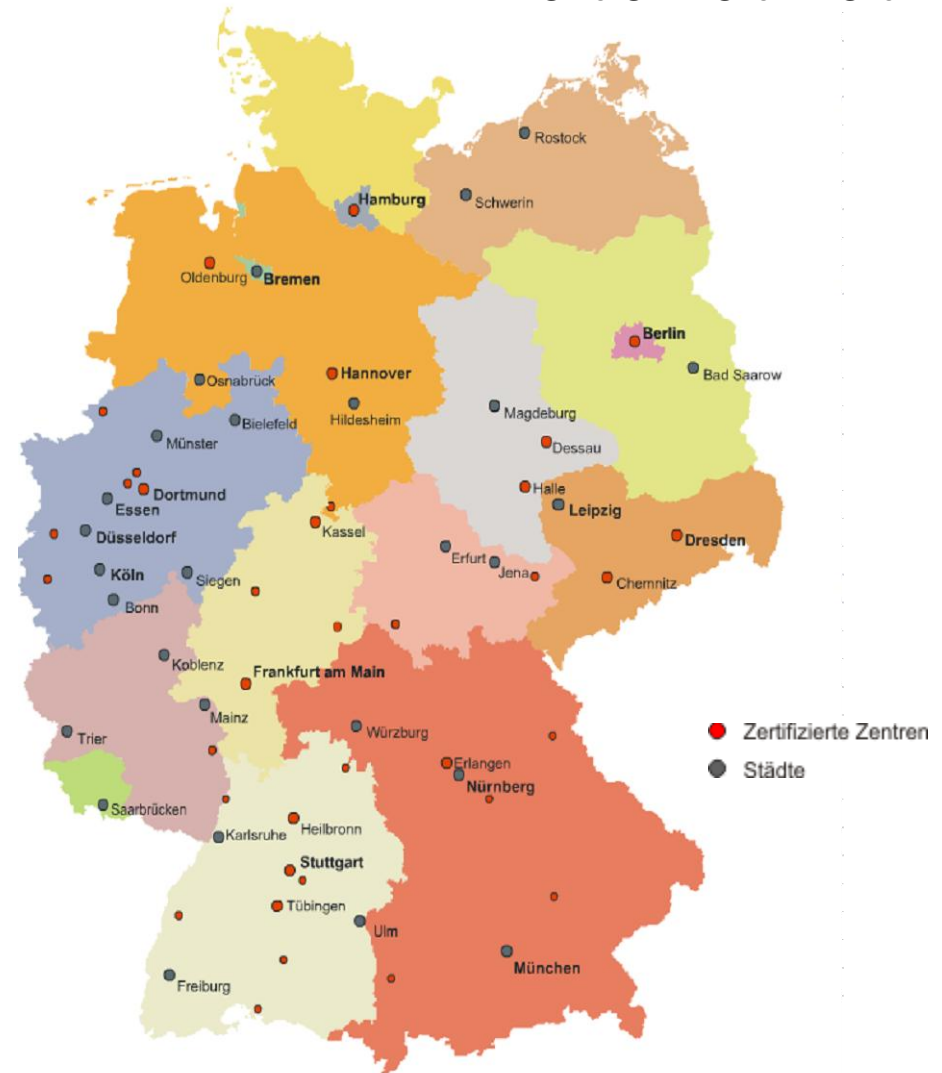 Rostock
Schwerin
Hamburg
Oldenburg
Bremen
Berlin
Bad Saarow
Hannover
Osnabrück
Hildesheim
Magdeburg
Bielefeld
Münster
Dessau
Dortmund
Halle
Essen
Leipzig
Kassel
Düsseldorf
Dresden
Erfurt
Jena
Köln
Siegen
Chemnitz
Bonn
Koblenz
Frankfurt am Main
Mainz
Trier
Würzburg
Zertifizierte Zentren
Erlangen
Städte
Nürnberg
Saarbrücken
Heilbronn
Karlsruhe
Stuttgart
Tübingen
Ulm
München
Freiburg